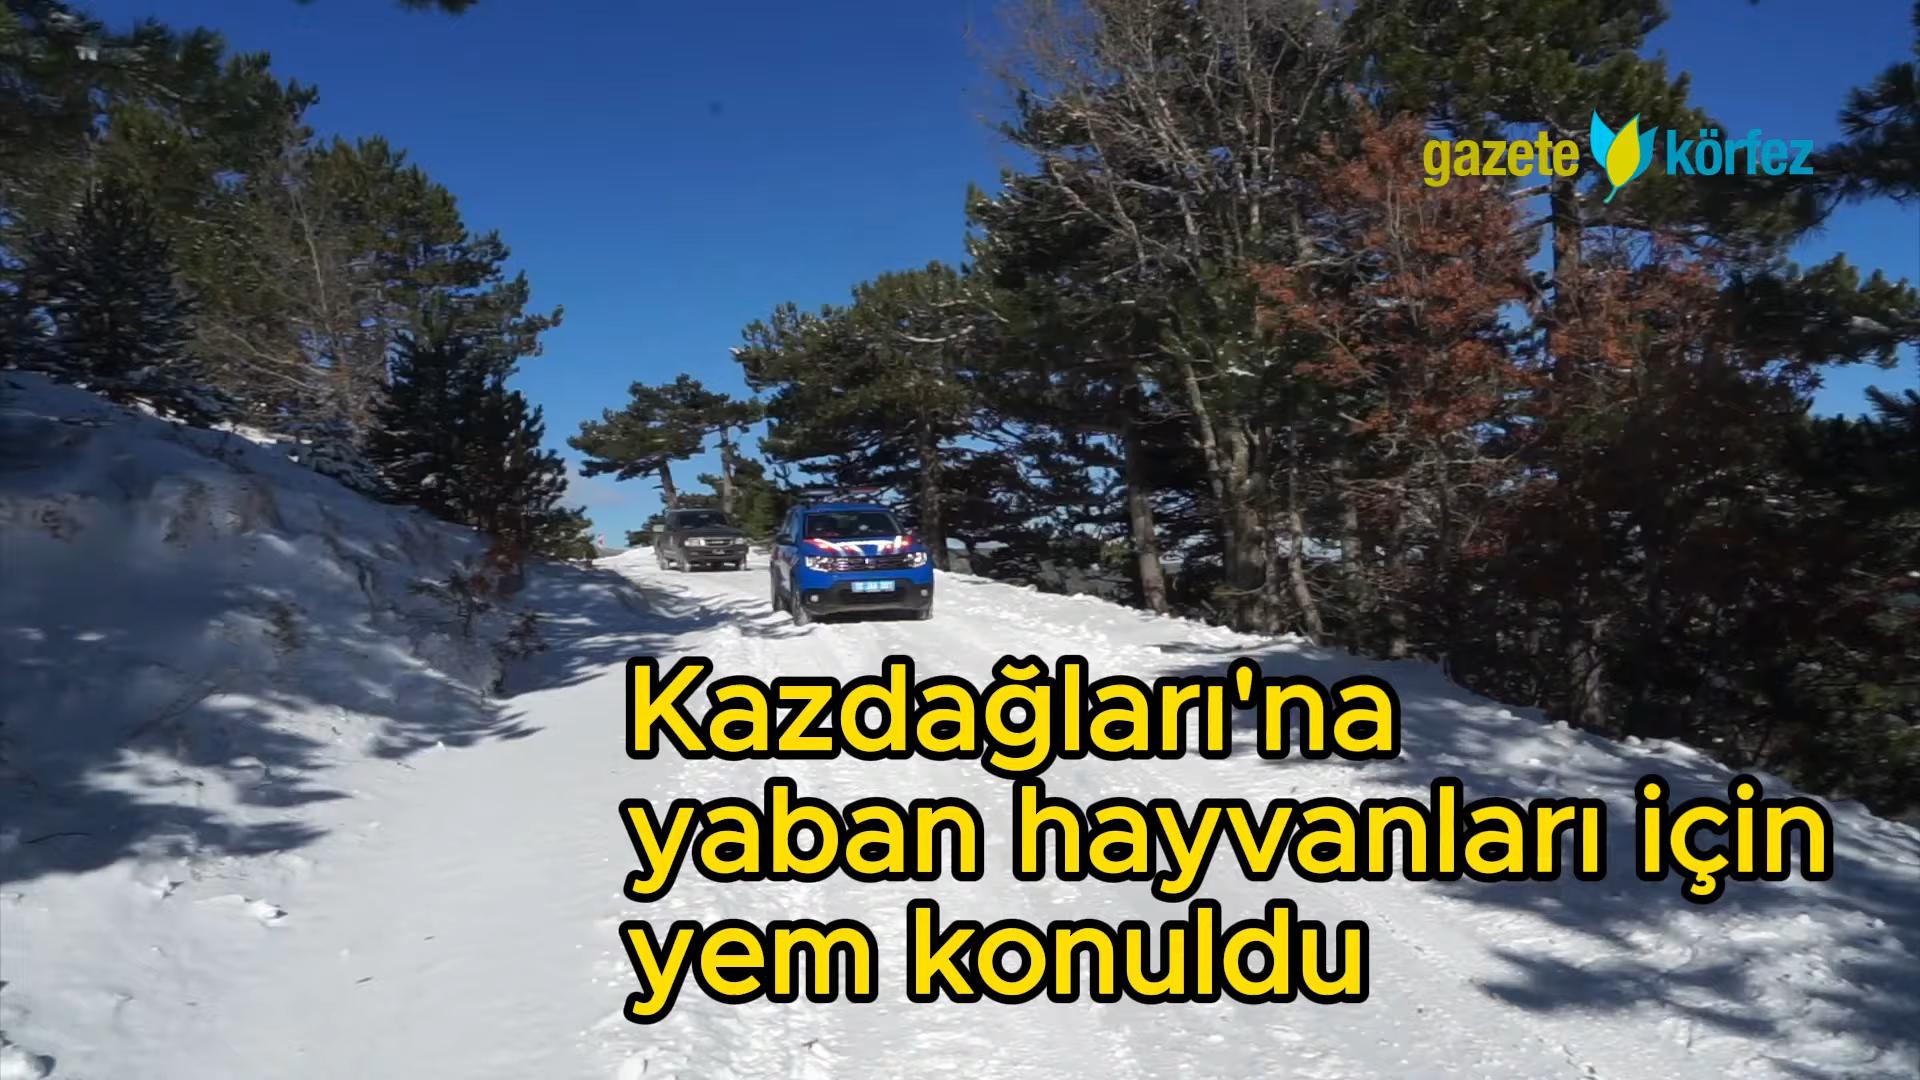 gazete körfez
Kazdağları'na
yaban hayvanları için
yem konuldu